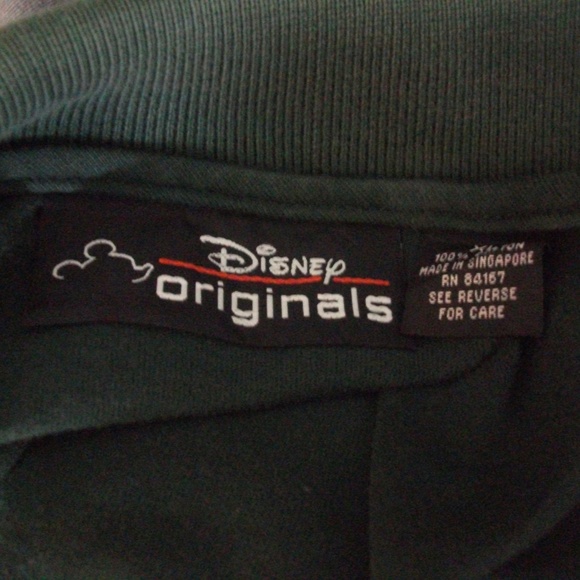 Disney
originals
100% COTTON
MADE IN SINGAPORE
RN 84167
SEE REVERSE
FOR CARE